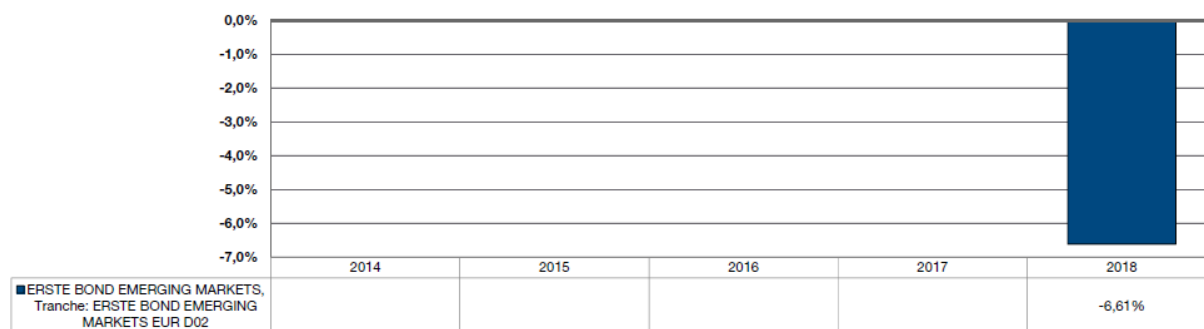 0,0%
-1,0%
-2,0%
-3,0%
-4,0%
-5,0%
-6,0%
-7,0%
2014 2015 2016 2017 2018
ERSTE BOND EMERGING MARKETS,
Tranche: ERSTE BOND EMERGING
MARKETS EUR D02
-6,61%